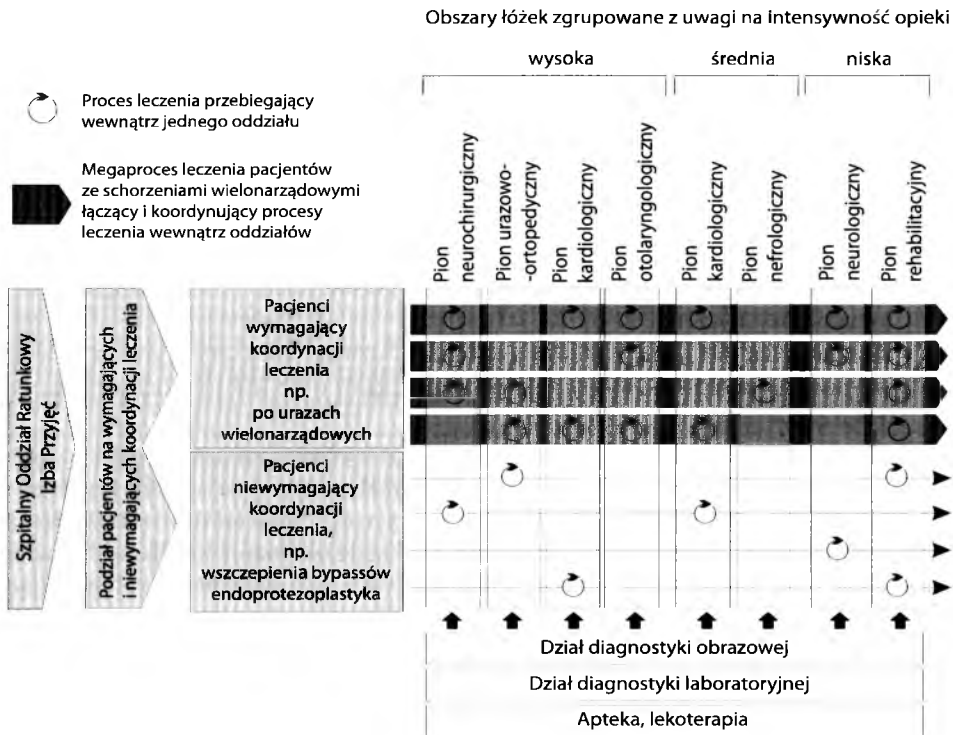 Obszary łóżek zgrupowane z uwagi na intensywność opieki
wysoka
średnia
niska
Proces leczenia przebiegający
wewnątrz jednego oddziału
Megaproces leczenia pacjentów
ze schorzeniami wielonarządowymi
łączący i koordynujący procesy
leczenia wewnątrz oddziałów
Pion
neurochirurgiczny
Pion urazowo-
-ortopedyczny
Pion
kardiologiczny
Pion
otolaryngologiczny
Pion
kardiologiczny
Pion
nefrologiczny
Pion
neurologiczny
Pion
rehabilitacyjny
Szpitalny Oddział Ratunkowy
Izba Przyjęć
Podział pacjentów na wymagających
i niewymagających koordynacji leczenia
Pacjenci
wymagający
koordynacji
leczenia
np.
po urazach
wielonarządowych
Pacjenci
niewymagający
koordynacji
leczenia,
np.
wszczepienia bypassów
endoprotezoplastyka
Dział diagnostyki obrazowej
Dział diagnostyki laboratoryjnej
Apteka, lekoterapia